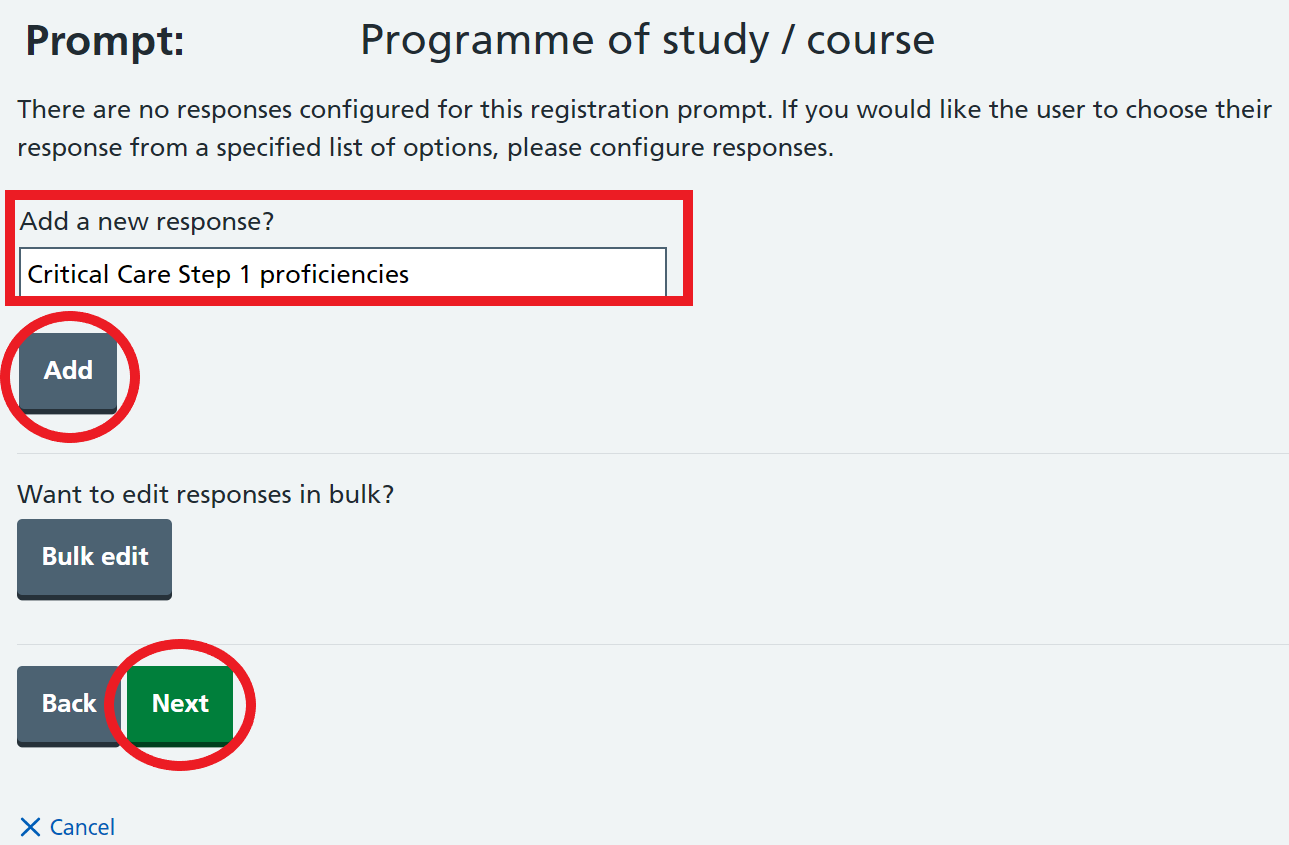 Prompt: Programme of study / course
There are no responses configured for this registration prompt. If you would like the user to choose their
response from a specified list of options, please configure responses.
Add a new response?
Critical Care Step 1 proficiencies
Add
Want to edit responses in bulk?
Bulk edit
Back Next
Cancel